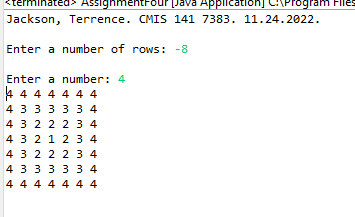 <terminated> AssignmentFour [Java Application] C:\Program Files
Jackson, Terrence. CMIS 141 7383. 11.24.2022.
Enter a number of rows: -8
Enter a number: 4
4 4 4 4 4 4 4
4 3 3 3 3 3 4
4 3 2 2 2 3 4
4 3 2 1 2 3 4
4 3 2 2 2 3 4
4 3 3 3 3 3 4
4 4 4 4 4 4 4